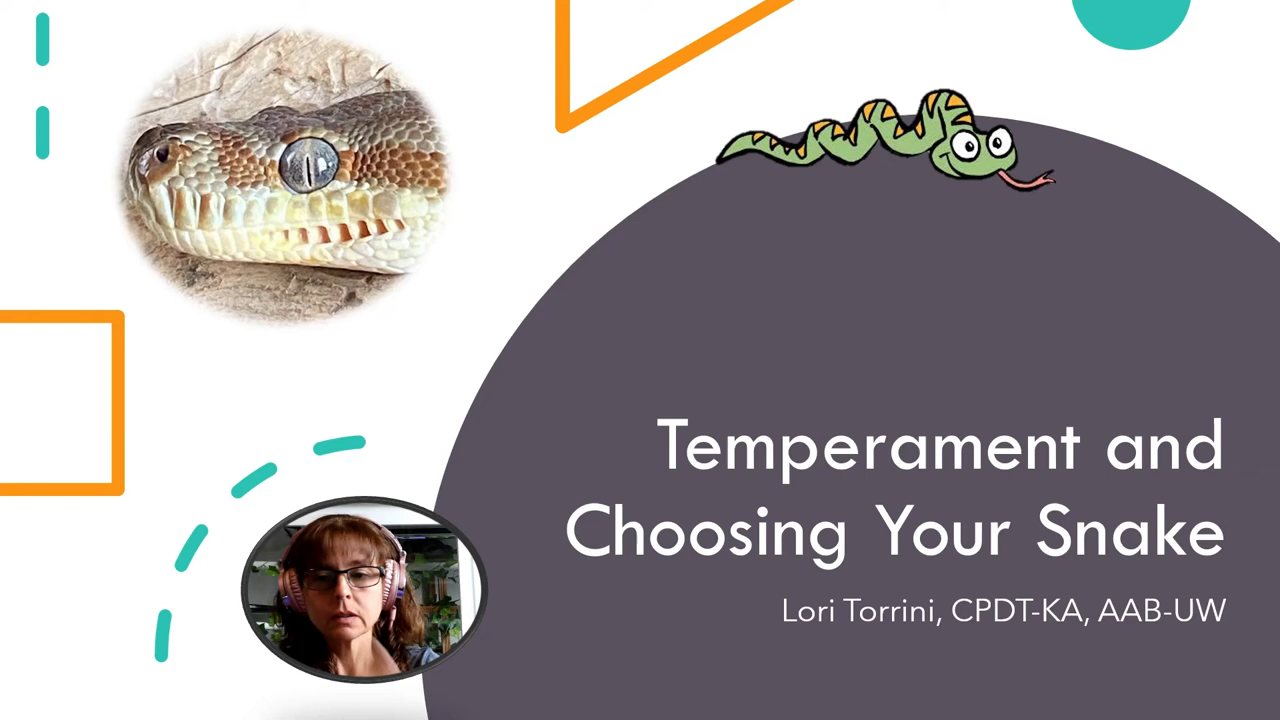 Temperament and
Choosing Your Snake
Lori Torrini, CPDT-KA, AAB-UW